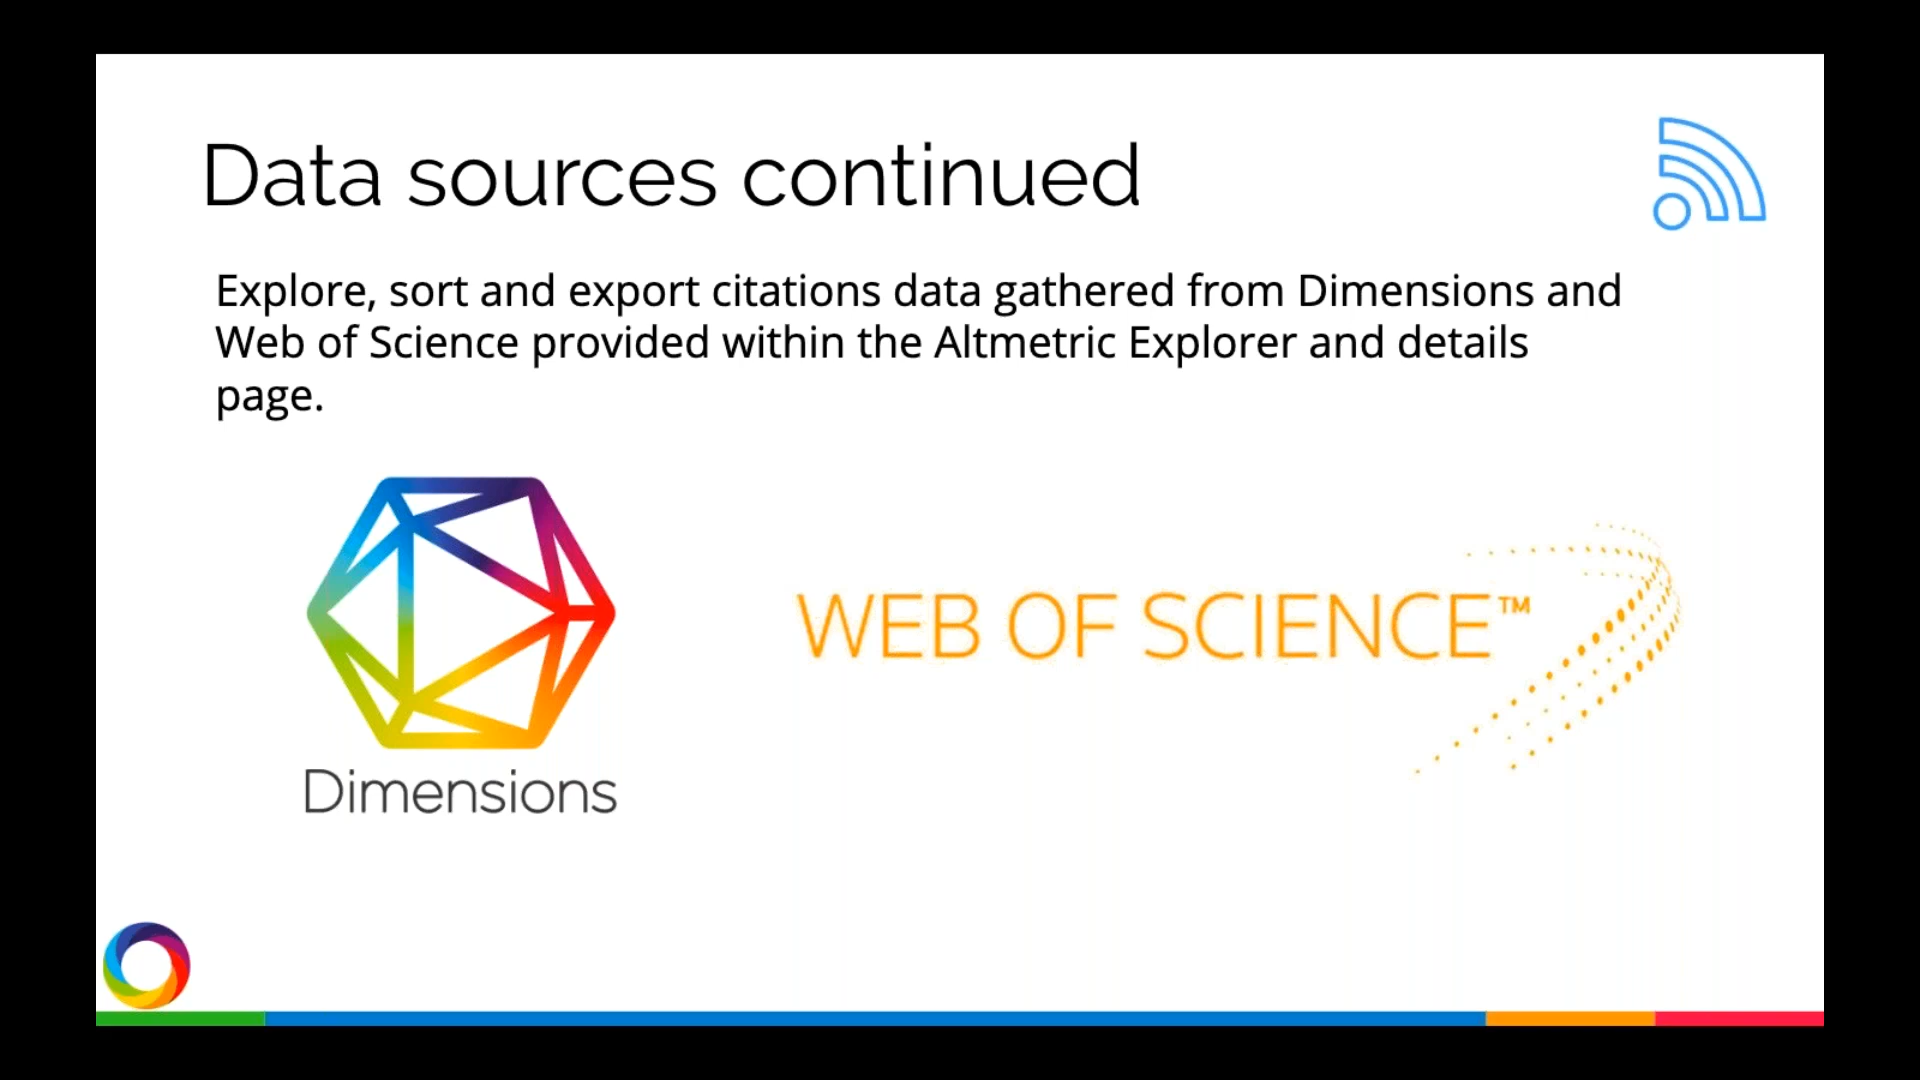 Data sources continued
Explore, sort and export citations data gathered from Dimensions and
Web of Science provided within the Altmetric Explorer and details
page.
Dimensions
WEB OF SCIENCE™